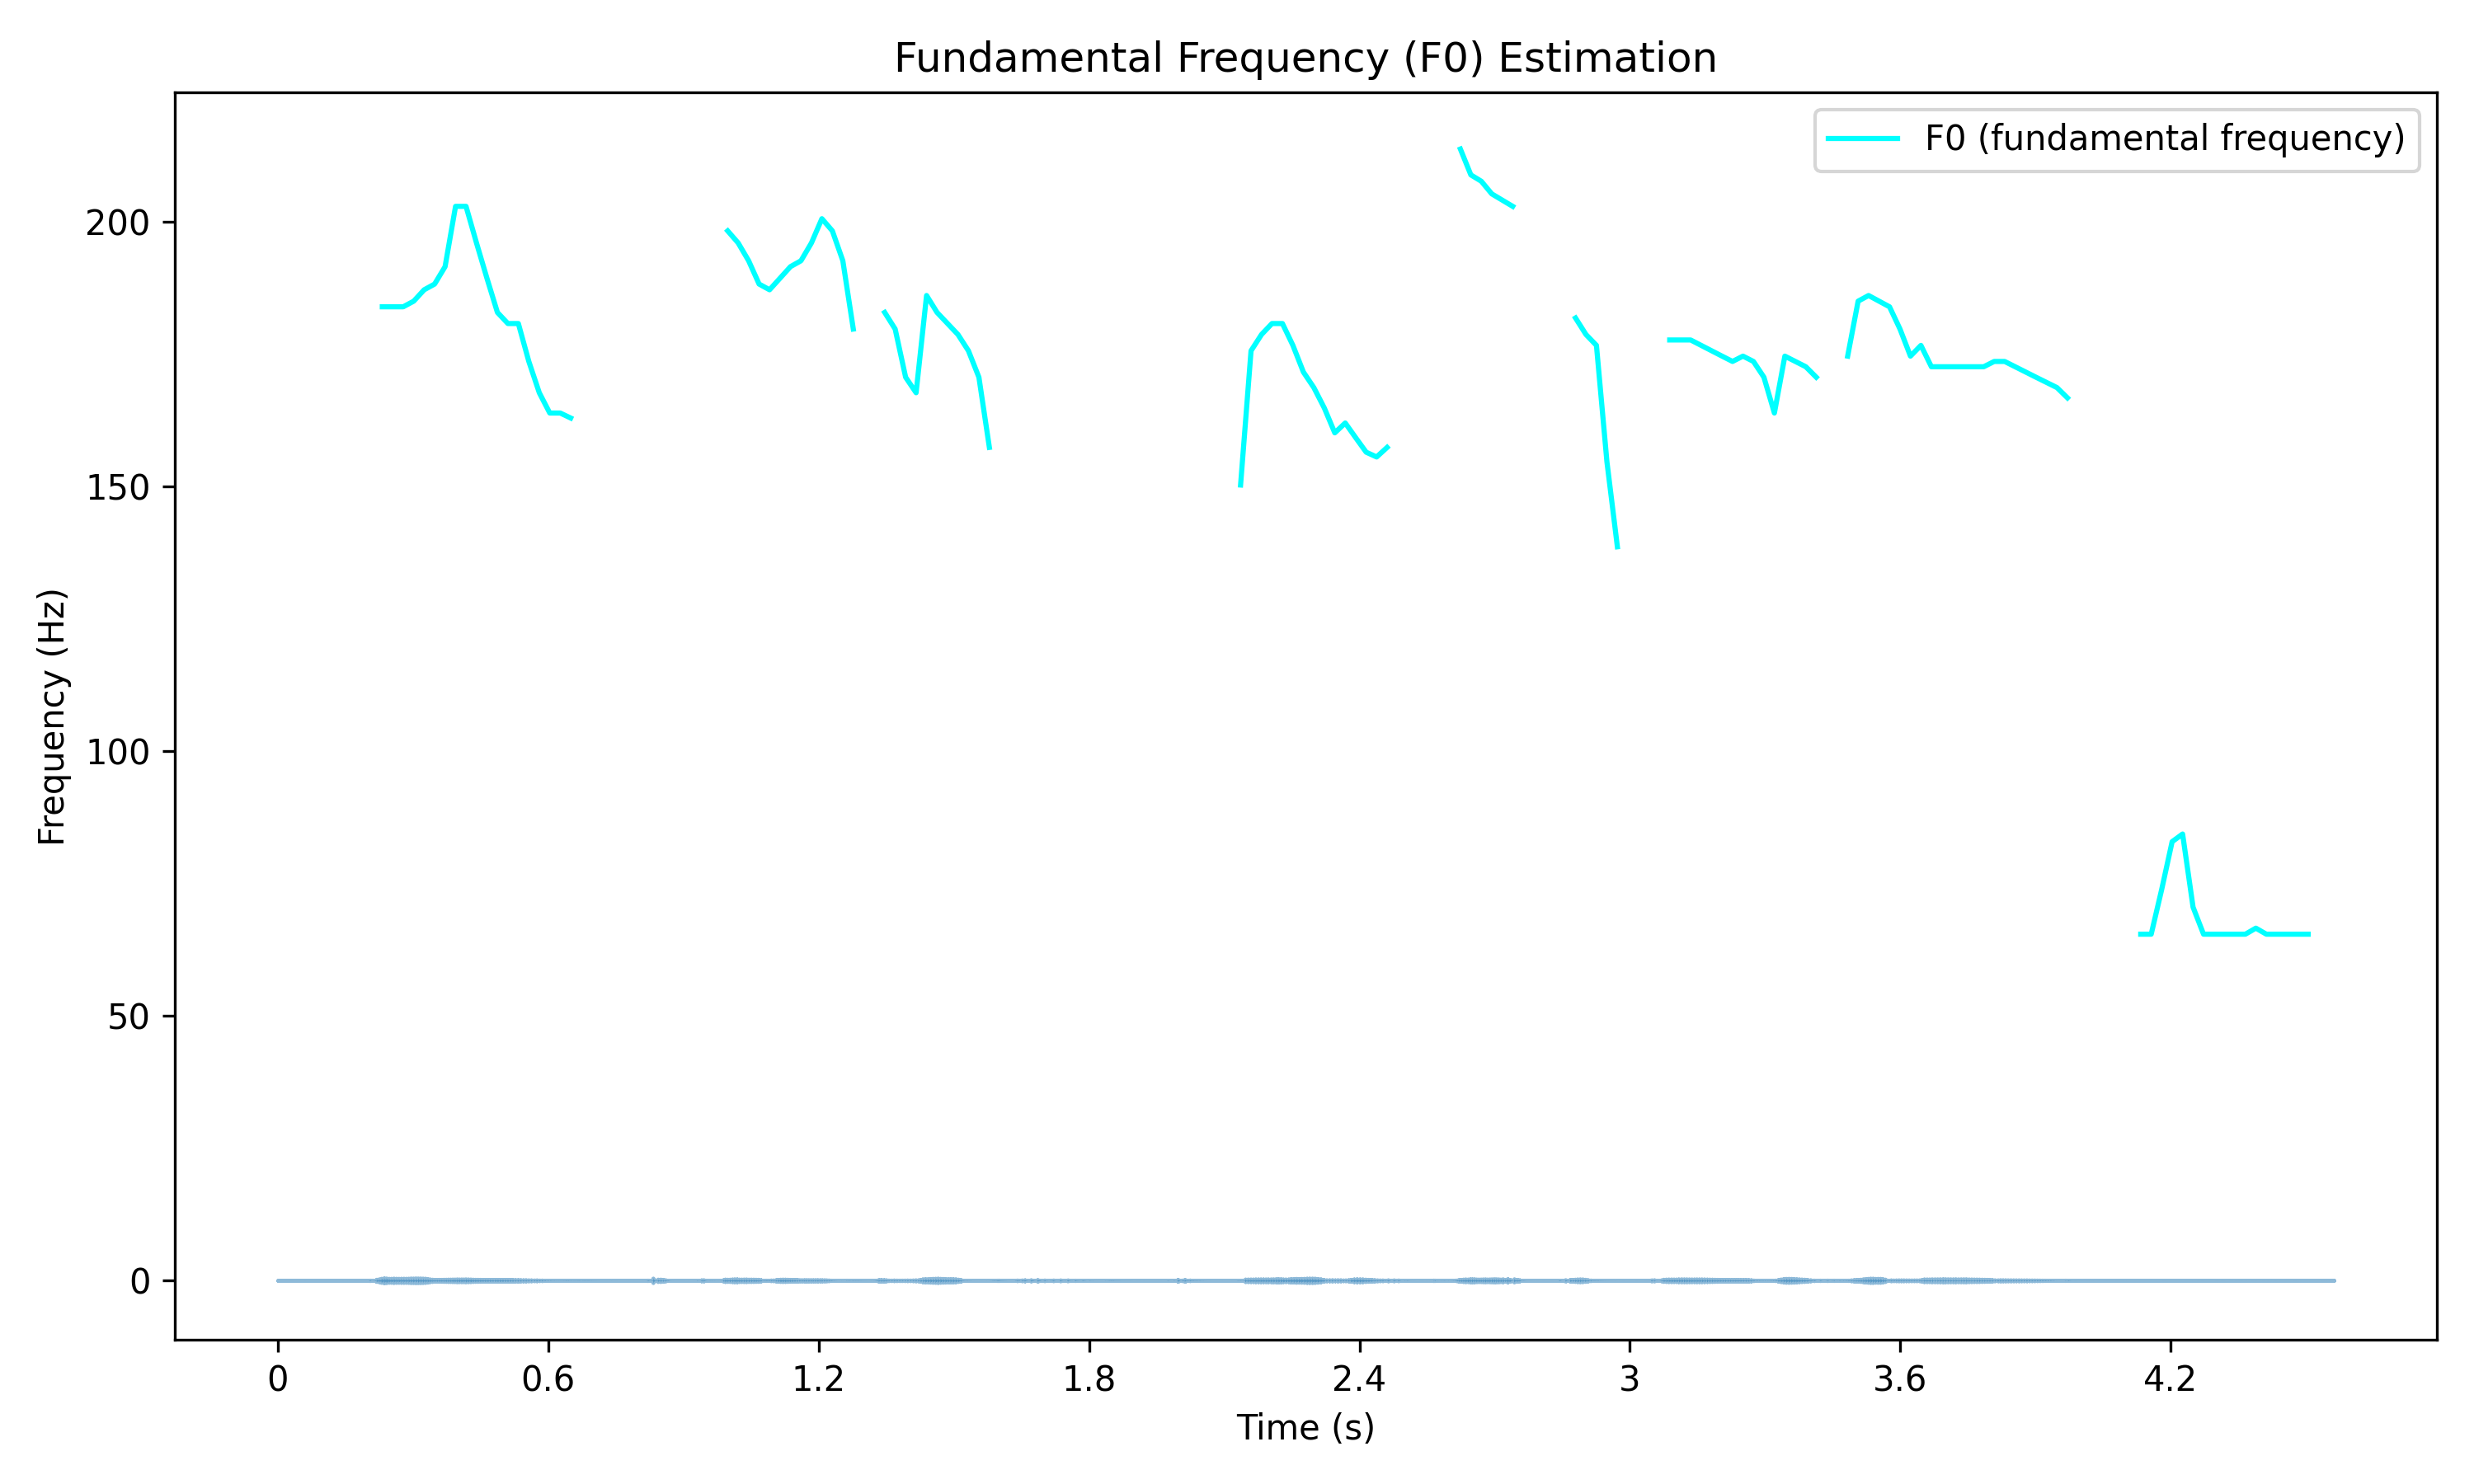 Fundamental Frequency (F0) Estimation
F0 (fundamental frequency)
Frequency (Hz)
200
150
100
50
0
0 0.6 1.2 1.8 2.4 3 3.6 4.2
Time (s)